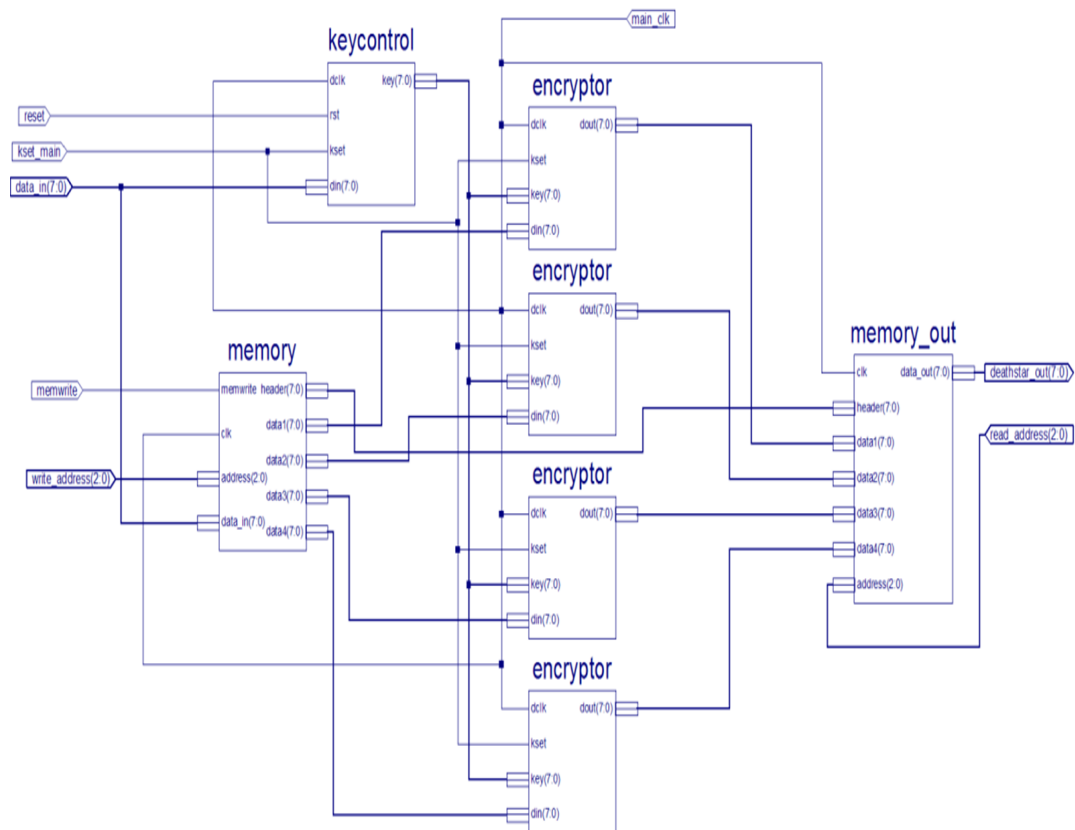 main_clk
keycontrol
dclk
key(7:0)
rst
kset
din(7:0)
reset
kset_main
data_in(7:0)
encryptor
dclk
dout(7:0)
kset
key(7:0)
din(7:0)
encryptor
dclk
dout(7:0)
kset
key(7:0)
din(7:0)
memory
memwrite header(7:0)
clk
data1(7:0)
data2(7:0)
address(2:0)
data3(7:0)
data_in(7:0)
data4(7:0)
memwrite
write_address(2:0)
encryptor
dclk
dout(7:0)
kset
key(7:0)
din(7:0)
encryptor
dclk
dout(7:0)
kset
key(7:0)
din(7:0)
memory_out
clk
data_out(7:0)
header(7:0)
data1(7:0)
data2(7:0)
data3(7:0)
data4(7:0)
address(2:0)
deathstar_out(7:0)
read_address(2:0)